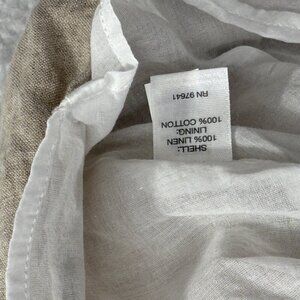 SHELL:
100% LINEN
LINING:
100% COTTON
RN 97641